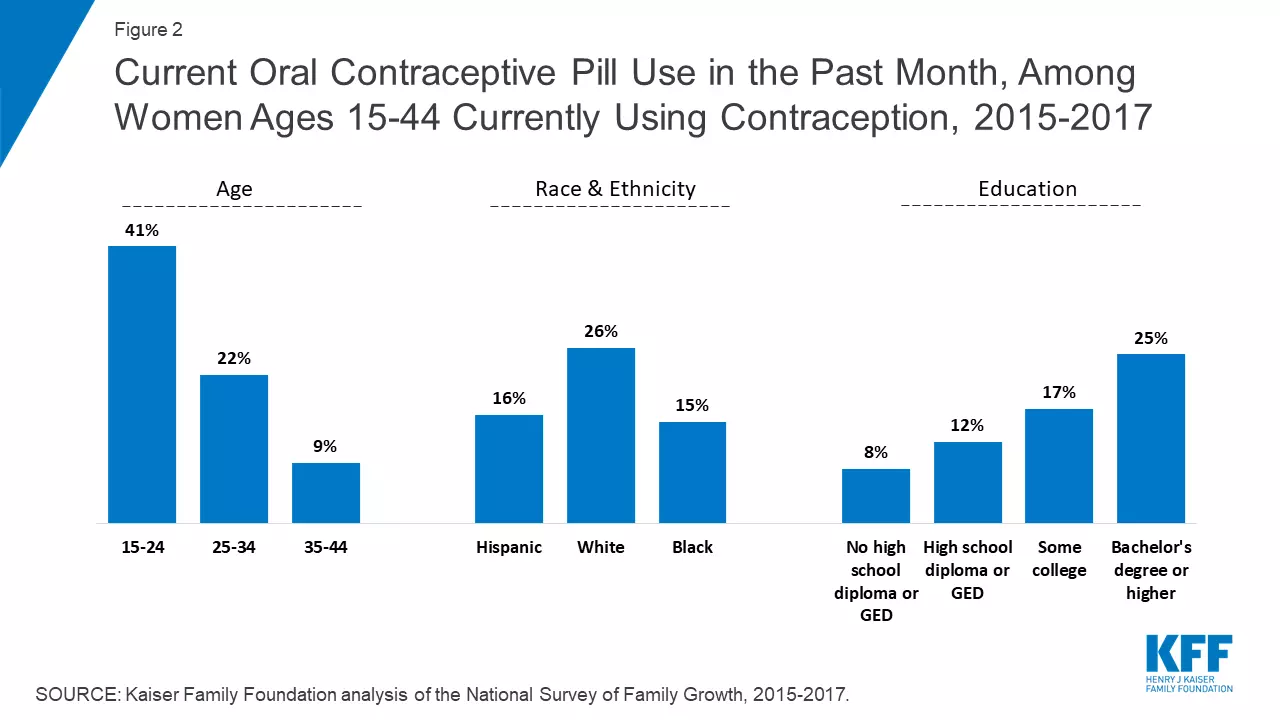 Figure 2
Current Oral Contraceptive Pill Use in the Past Month, Among
Women Ages 15-44 Currently Using Contraception, 2015-2017
Age
Race & Ethnicity
Education
41%
22%
9%
16%
26%
15%
8%
12%
17%
25%
15-24
25-34
35-44
Hispanic
White
Black
No high
school
diploma or
GED
High school
diploma or
GED
Some
college
Bachelor's
degree or
higher
KFF
HENRY J KAISER
FAMILY FOUNDATION
SOURCE: Kaiser Family Foundation analysis of the National Survey of Family Growth, 2015-2017.